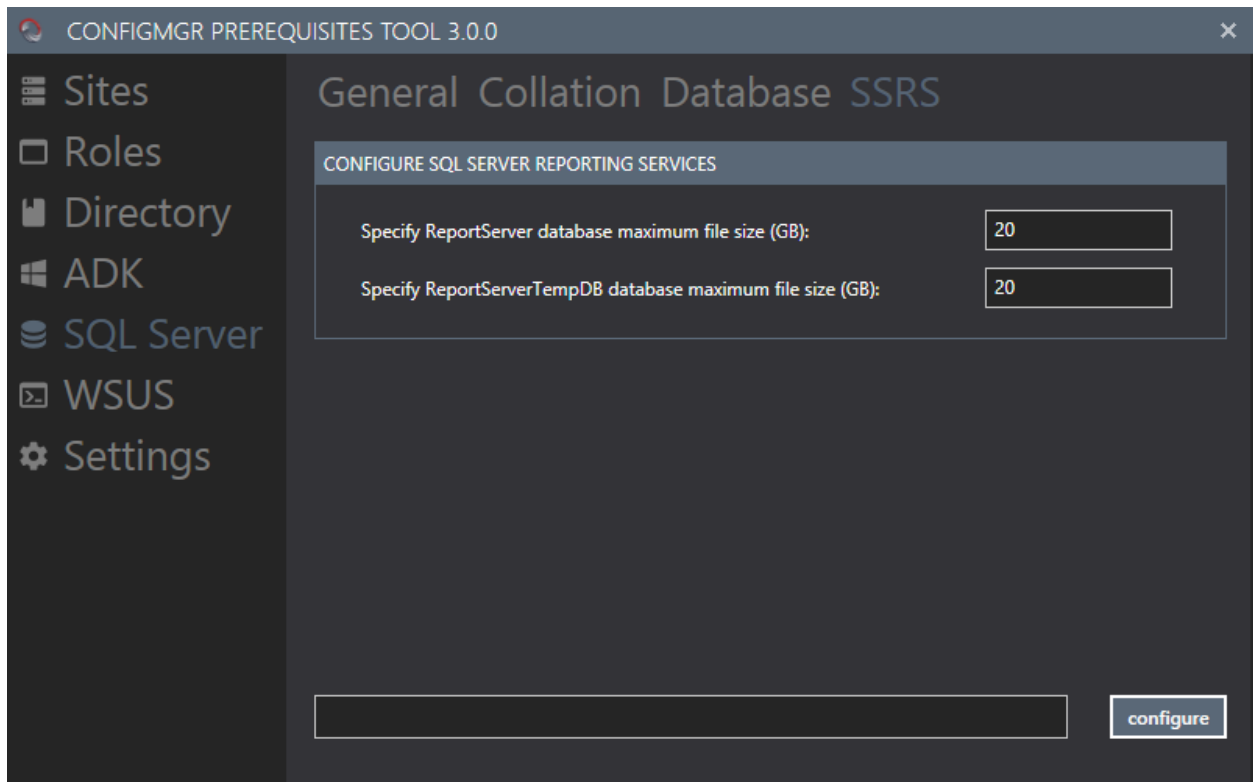 CONFIGMGR PREREQUISITES TOOL 3.0.0
Sites
Roles
Directory
ADK
SQL Server
WSUS
Settings
General Collation Database SSRS
CONFIGURE SQL SERVER REPORTING SERVICES
Specify ReportServer database maximum file size (GB): 20
Specify ReportServerTempDB database maximum file size (GB): 20
configure